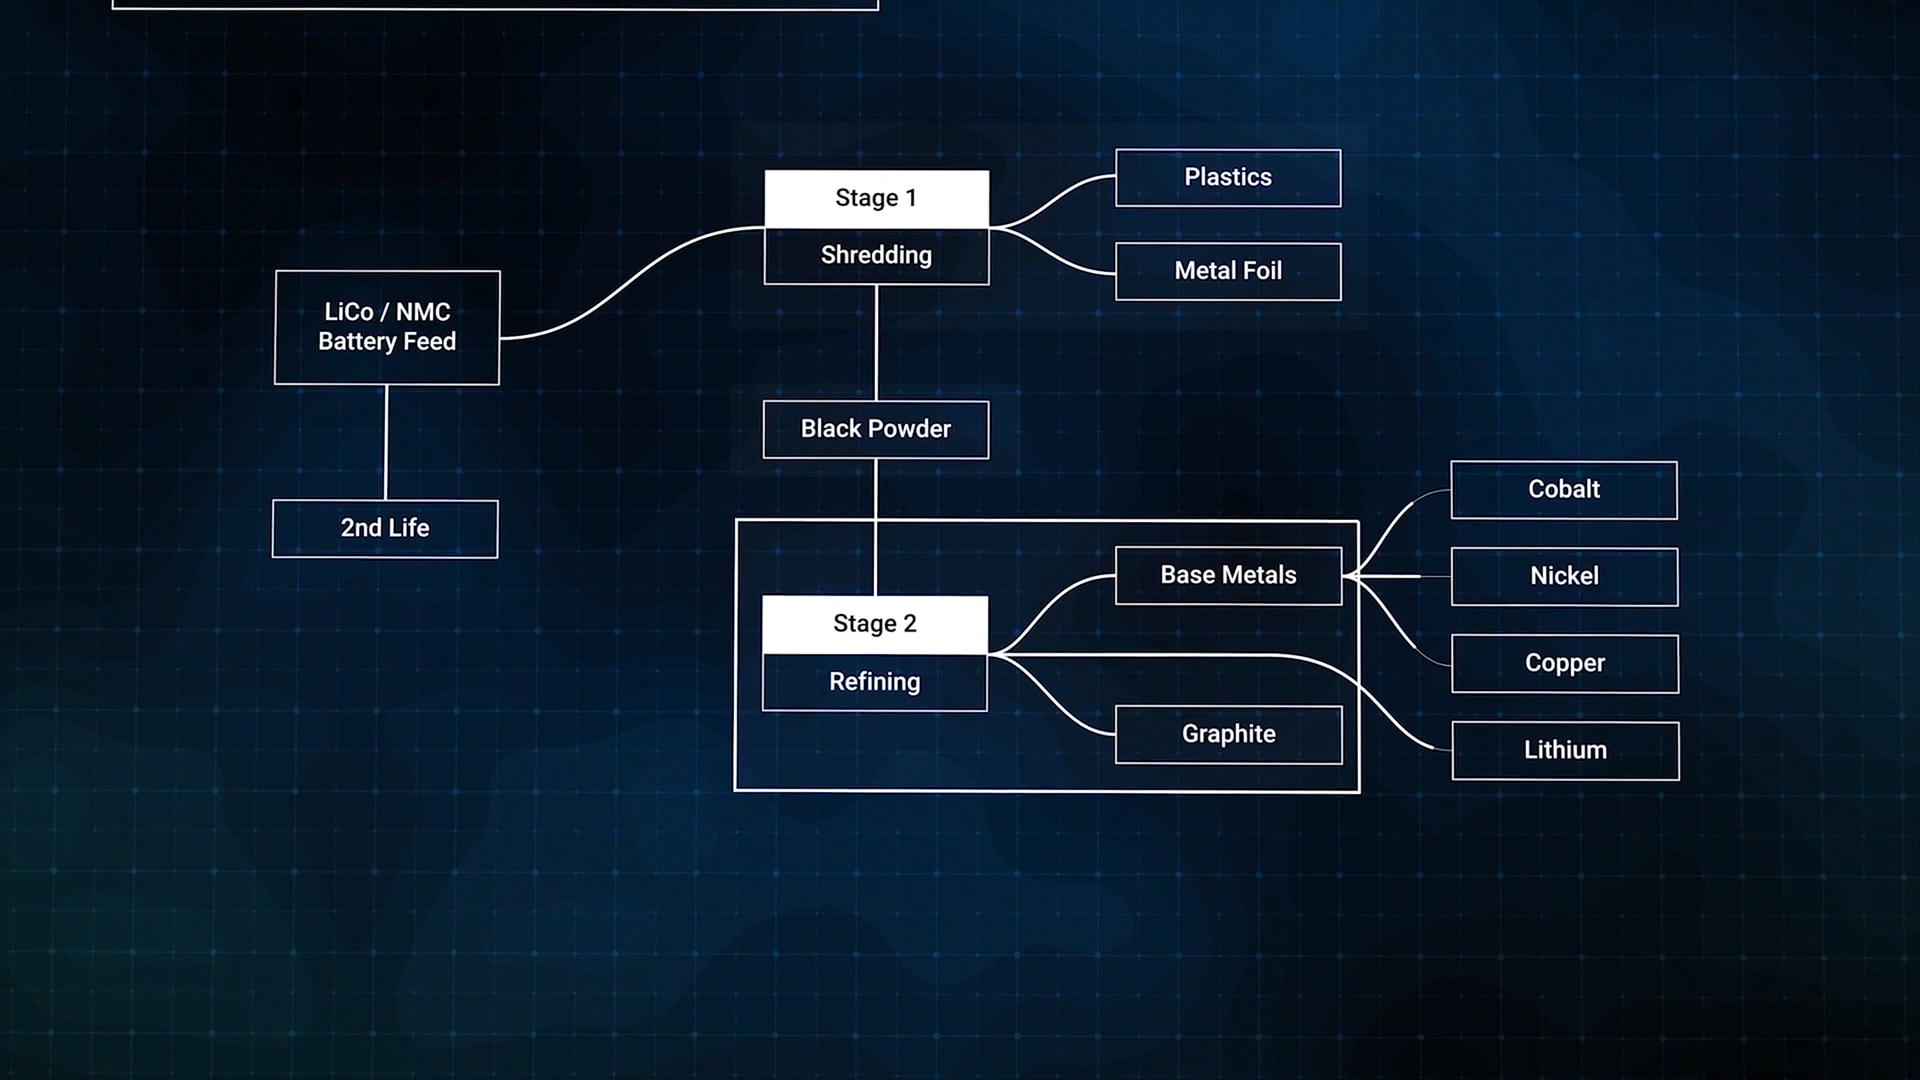 Stage 1
Shredding
Plastics
Metal Foil
LiCo / NMC
Battery Feed
2nd Life
Black Powder
Stage 2
Refining
Base Metals
Graphite
Cobalt
Nickel
Copper
Lithium